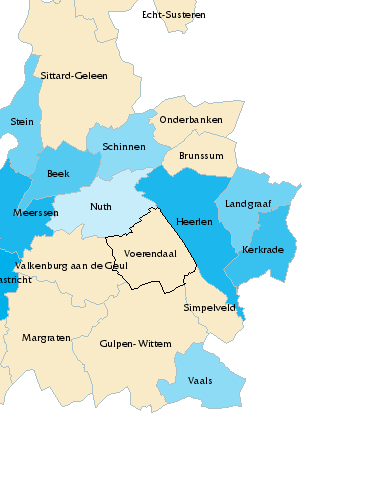 Echt-Susteren
Sittard-Geleen
Stein
Onderbanken
Schinnen
Brunssum
Beek
Nuth
Landgraaf
Meerssen
Heerlen
Kerkrade
Voerendaal
Valkenburg aan de Geul
astricht
Simpelveld
Margraten
Gulpen-Wittem
Vaals